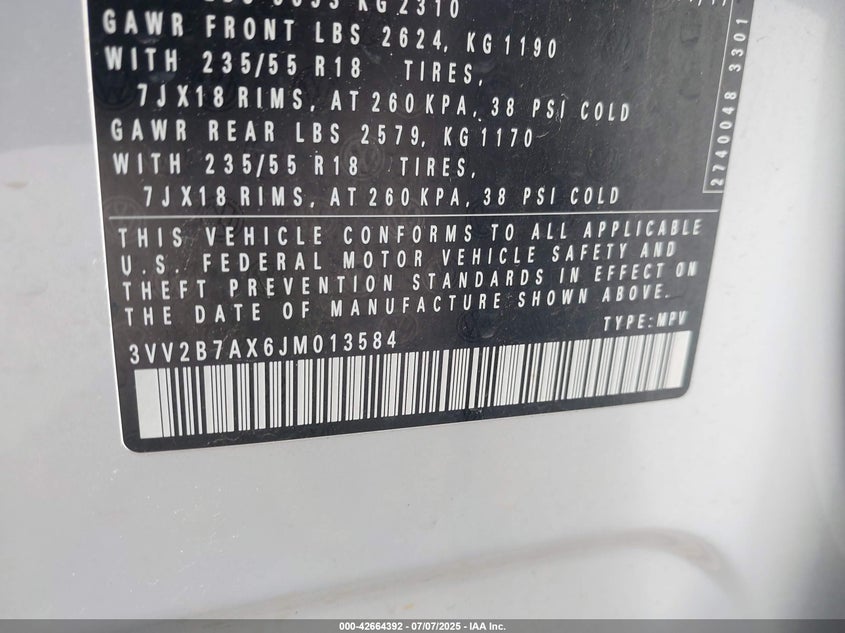 KG 2310
GAWR FRONT LBS 2624, KG 1190
WITH 235/55 R18 TIRES,
7JX18 RIMS, AT 260 KPA, 38 PSI COLD
GAWR REAR LBS 2579, KG 1170
WITH 235/55 R18 TIRES,
7JX18 RIMS, AT 260 KPA, 38 PSI COLD
2740048 3301
THIS VEHICLE CONFORMS TO ALL APPLICABLE
U.S. FEDERAL MOTOR VEHICLE SAFETY AND
THEFT PREVENTION STANDARDS IN EFFECT ON
THE DATE OF MANUFACTURE SHOWN ABOVE.
TYPE:MPV
3VV2B7AX6JM013584
000-42664392 07/07/2025 - IAA Inc.